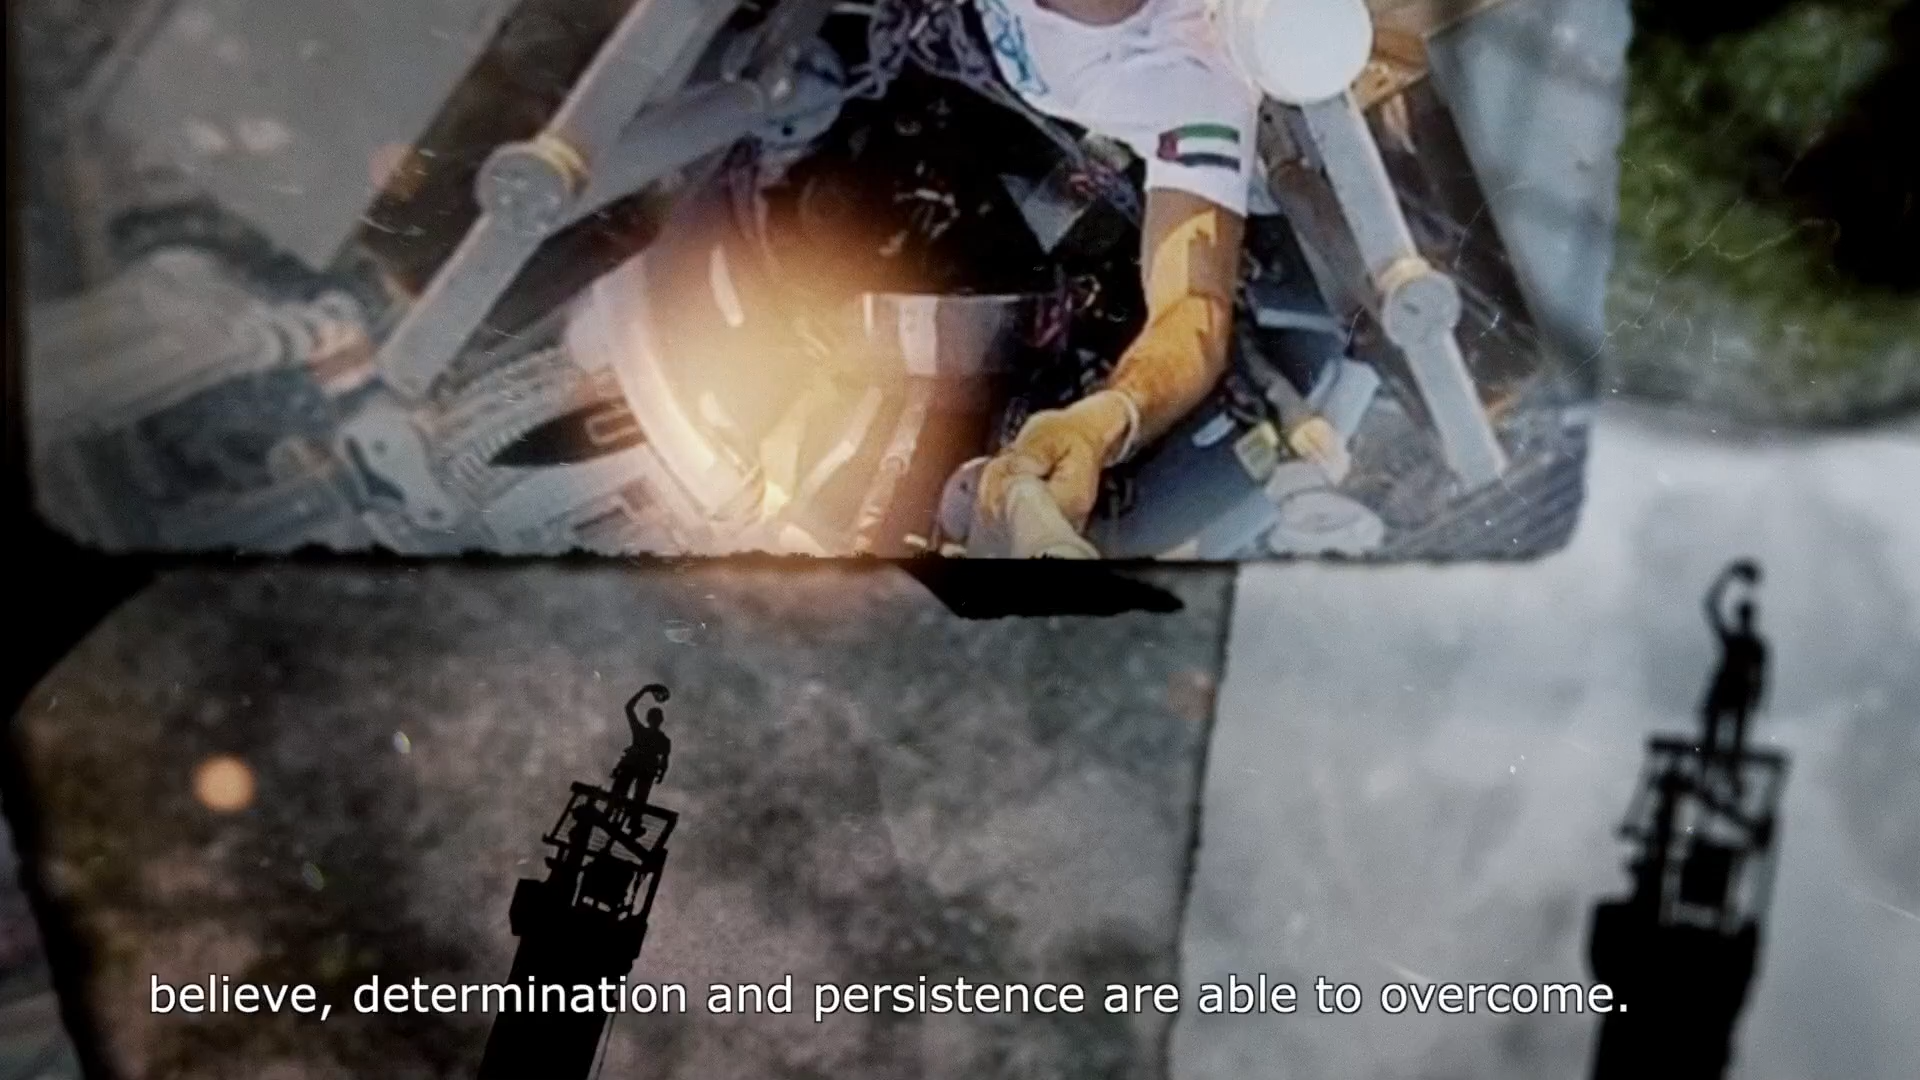 believe, determination and persistence are able to overcome.